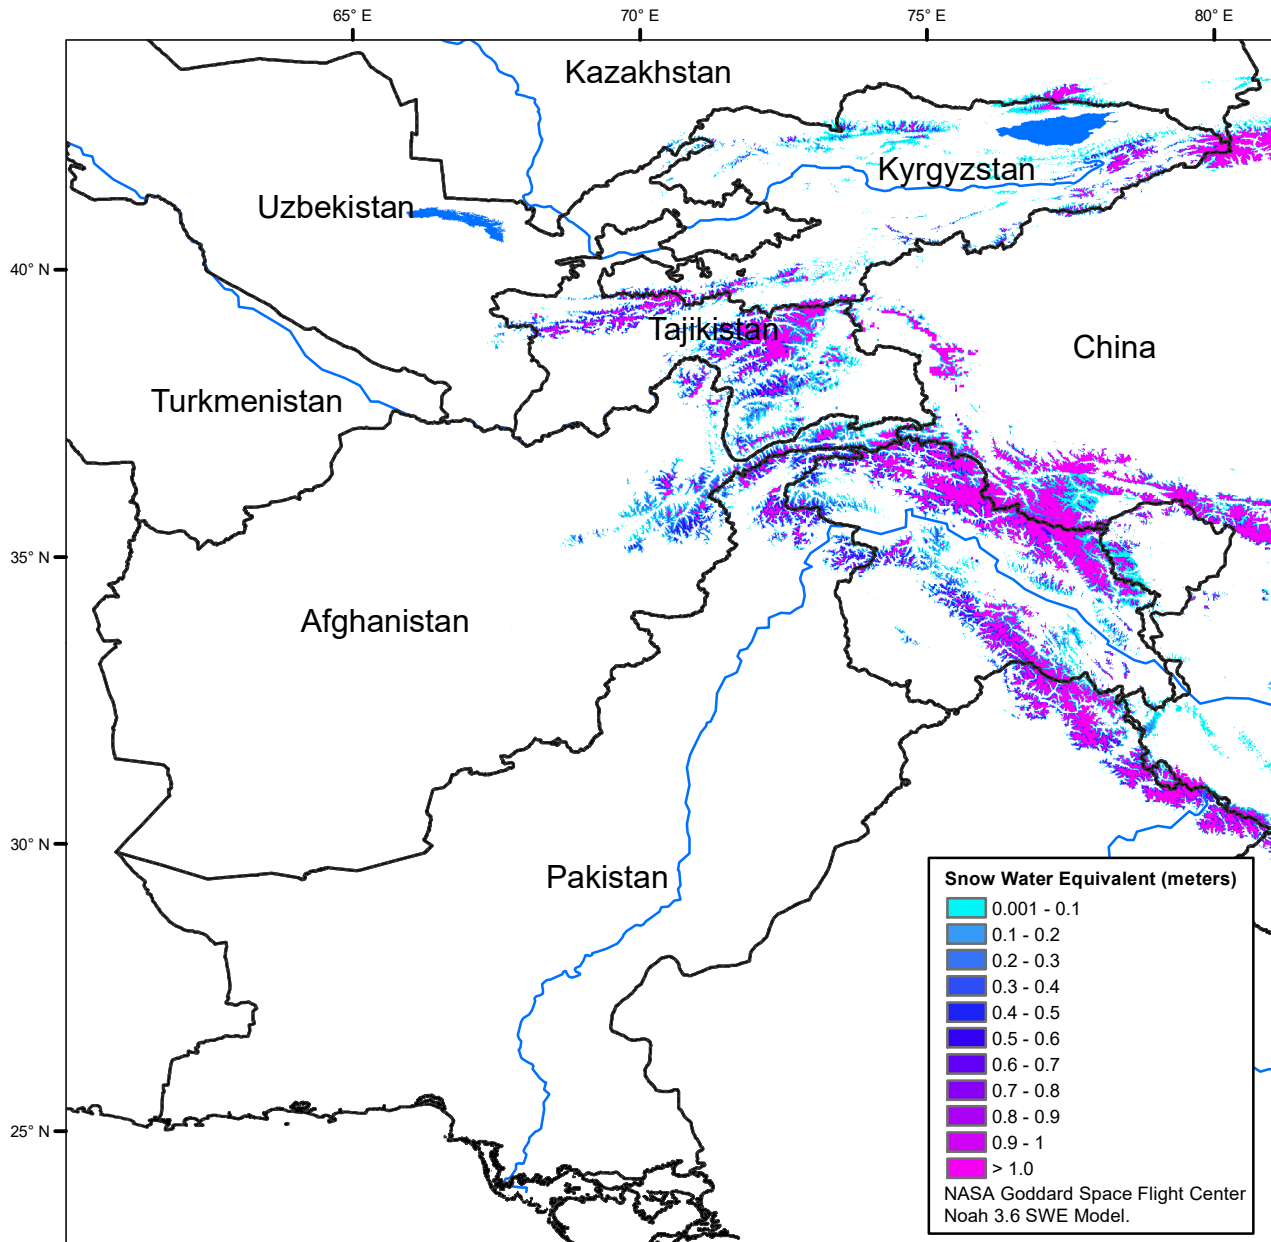 65° E
70° E
75° E
80° E
Kazakhstan
Kyrgyzstan
Uzbekistan
40° N
Tajikistan
China
Turkmenistan
35° N
Afghanistan
30° N
Pakistan
25° N
Snow Water Equivalent (meters)
0.001 - 0.1
0.1 - 0.2
0.2 - 0.3
0.3 - 0.4
0.4 - 0.5
0.5 - 0.6
0.6 - 0.7
0.7 - 0.8
0.8 - 0.9
0.9 - 1
> 1.0
NASA Goddard Space Flight Center
Noah 3.6 SWE Model.